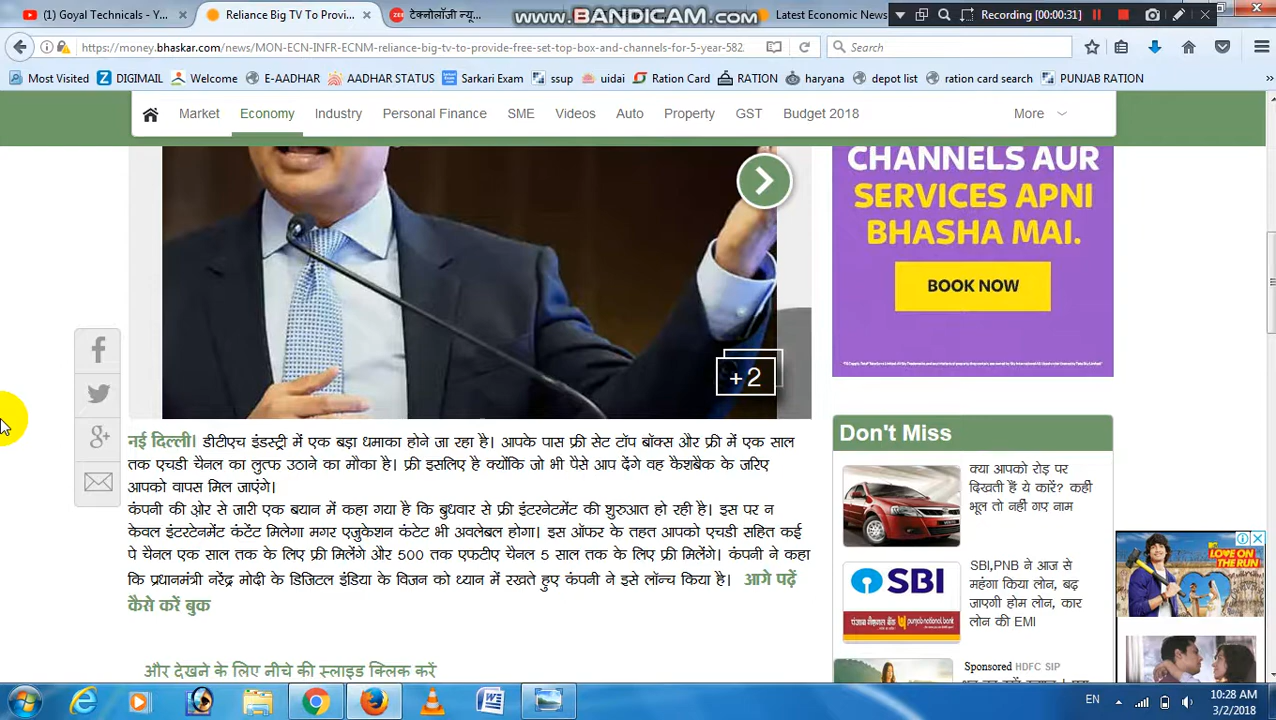 (1) Goyal Technicals - Y...
Reliance Big TV To Provi...
टेक्नोलॉजी न्यू...
www.BANDICAM.com
Latest Economic News
Recording [00:00:31]
https://money.bhaskar.com/news/MON-ECN-INFR-ECNM-reliance-big-tv-to-provide-free-set-top-box-and-channels-for-5-year-582
Search
Most Visited
DIGIMAIL
Welcome
E-AADHAR
AADHAR STATUS
Sarkari Exam
ssup
uidai
Ration Card
RATION
haryana
depot list
ration card search
PUNJAB RATION
Market
Economy
Industry
Personal Finance
SME
Videos
Auto
Property
GST
Budget 2018
More
CHANNELS AUR
SERVICES APNI
BHASHA MAI.
BOOK NOW
+2
नई दिल्ली। डीटीएच इंडस्ट्री में एक बड़ा धमाका होने जा रहा है। आपके पास फ्री सेट टॉप बॉक्स और फ्री में एक साल
तक एचडी चैनल का लुत्फ उठाने का मौका है। फ्री इसलिए है क्योंकि जो भी पैसे आप देंगे वह कैशबैक के जरिए
आपको वापस मिल जाएंगे।
कंपनी की ओर से जारी एक बयान में कहा गया है कि बुधवार से फ्री इंटरनेटमेंट की शुरुआत हो रही है। इस पर न
केवल इंटरटेनमेंट कंटेंट मिलेगा मगर एजुकशन कंटेट भी अवलेबल होगा। इस ऑफर के तहत आपको एचडी सहित कई
पे चैनल एक साल तक के लिए फ्री मिलेंगे और 500 तक एफटीए चैनल 5 साल तक के लिए फ्री मिलेंगे। कंपनी ने कहा
कि प्रधानमंत्री नरेंद्र मोदी के डिजिटल इंडिया के विजन को ध्यान में रखते हुए कंपनी ने इसे लॉन्च किया है। आगे पढ़ें
कैसे करें बुक
और देखने के लिए नीचे की स्लाइड क्लिक करें
Don't Miss
क्या आपको रोड़ पर
दिखती हैं ये कारें? कहीं
भूल तो नहीं गए नाम
SBI
punjab national bank
SBI,PNB ने आज से
महंगा किया लोन, बढ़
जाएगी होम लोन, कार
लोन की EMI
Sponsored HDFC SIP
LOVE ON
THE RUN
EN
10:28 AM
3/2/2018